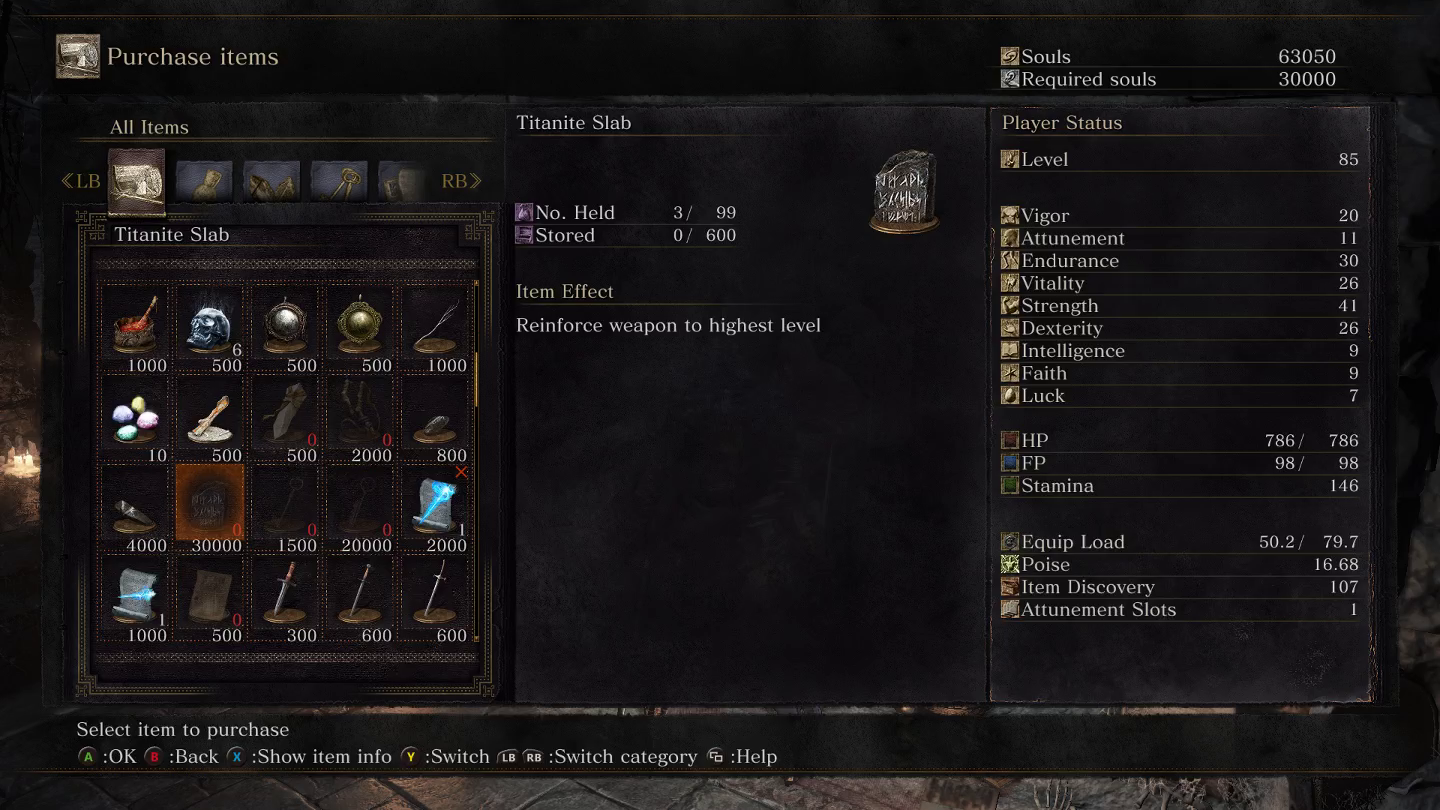 Purchase items
Souls 63050
Required souls 30000
All Items
LB RB
Titanite Slab
1000 6 500 500 500 1000
10 500 0 500 0 2000 800
4000 0 30000 0 1500 0 20000 1 2000
1 1000 0 500 300 600 600
Titanite Slab
No. Held 3/ 99
Stored 0/ 600
Item Effect
Reinforce weapon to highest level
Player Status
Level 85
Vigor 20
Attunement 11
Endurance 30
Vitality 26
Strength 41
Dexterity 26
Intelligence 9
Faith 9
Luck 7
HP 786/ 786
FP 98/ 98
Stamina 146
Equip Load 50.2/ 79.7
Poise 16.68
Item Discovery 107
Attunement Slots 1
Select item to purchase
A :OK B :Back X :Show item info Y :Switch LB RB :Switch category :Help